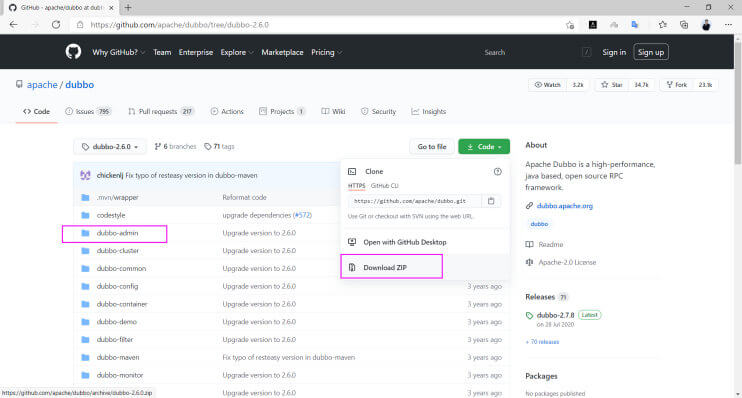 GitHub - apache/dubbo at dubb
https://github.com/apache/dubbo/tree/dubbo-2.6.0
Why GitHub? Team Enterprise Explore Marketplace Pricing Search / Sign in Sign up
apache / dubbo Watch 3.2k Star 34.7k Fork 23.1k
Code Issues 795 Pull requests 217 Actions Projects 1 Wiki Security Insights
dubbo-2.6.0 6 branches 71 tags Go to file Code
About
chickenlj Fix typo of resteasy version in dubbo-maven
Clone
Apache Dubbo is a high-performance,
java based, open source RPC
framework.
HTTPS GitHub CLI
.mvn/wrapper Reformat code
https://github.com/apache/dubbo.git
dubbo.apache.org
codestyle upgrade dependencies (#572)
Use Git or checkout with SVN using the web URL.
dubbo
dubbo-admin Upgrade version to 2.6.0
Open with GitHub Desktop
Readme
dubbo-cluster Upgrade version to 2.6.0
Apache-2.0 License
dubbo-common Upgrade version to 2.6.0
Download ZIP
dubbo-config Upgrade version to 2.6.0 3 years ago
Releases 71
dubbo-container Upgrade version to 2.6.0 3 years ago
dubbo-2.7.8 Latest
on 28 Jul 2020
dubbo-demo Upgrade version to 2.6.0 3 years ago
dubbo-filter Upgrade version to 2.6.0 3 years ago
+ 70 releases
dubbo-maven Fix typo of resteasy version in dubbo-maven 3 years ago
dubbo-monitor Upgrade version to 2.6.0 3 years ago
Packages
No packages published
https://github.com/apache/dubbo/archive/dubbo-2.6.0.zip